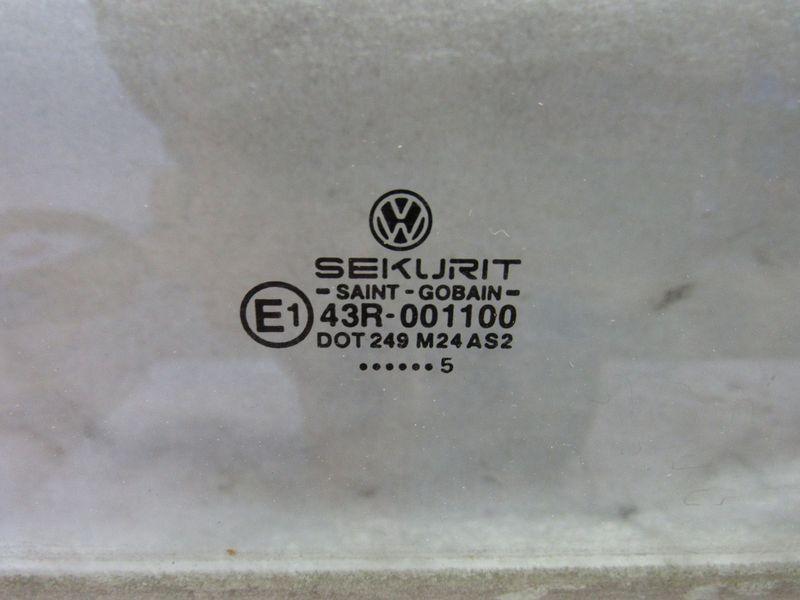 SEKURIT
- SAINT - GOBAIN -
E1 43R-001100
DOT 249 M24 AS2
•••••• 5